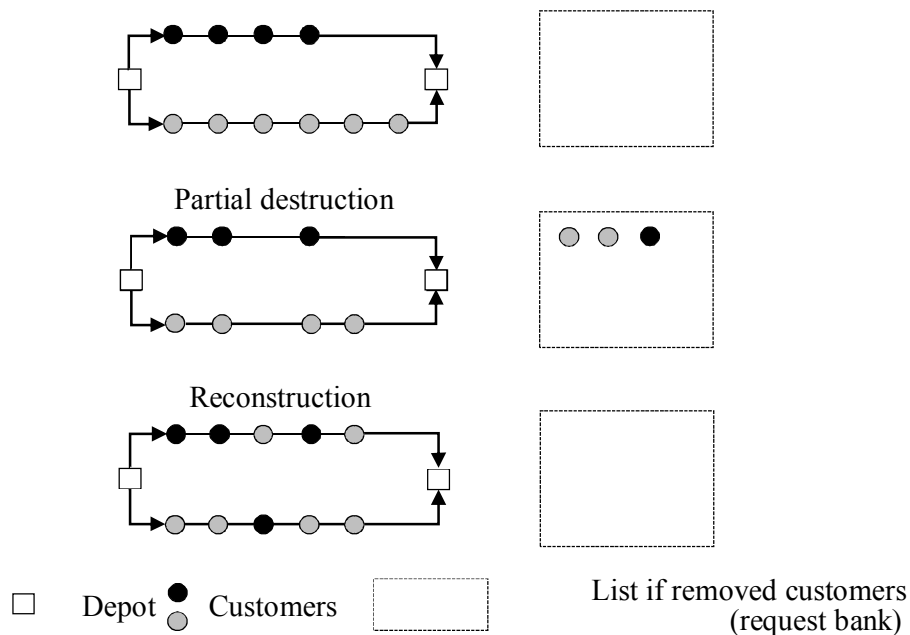 Partial destruction
Reconstruction
Depot Customers List if removed customers
(request bank)